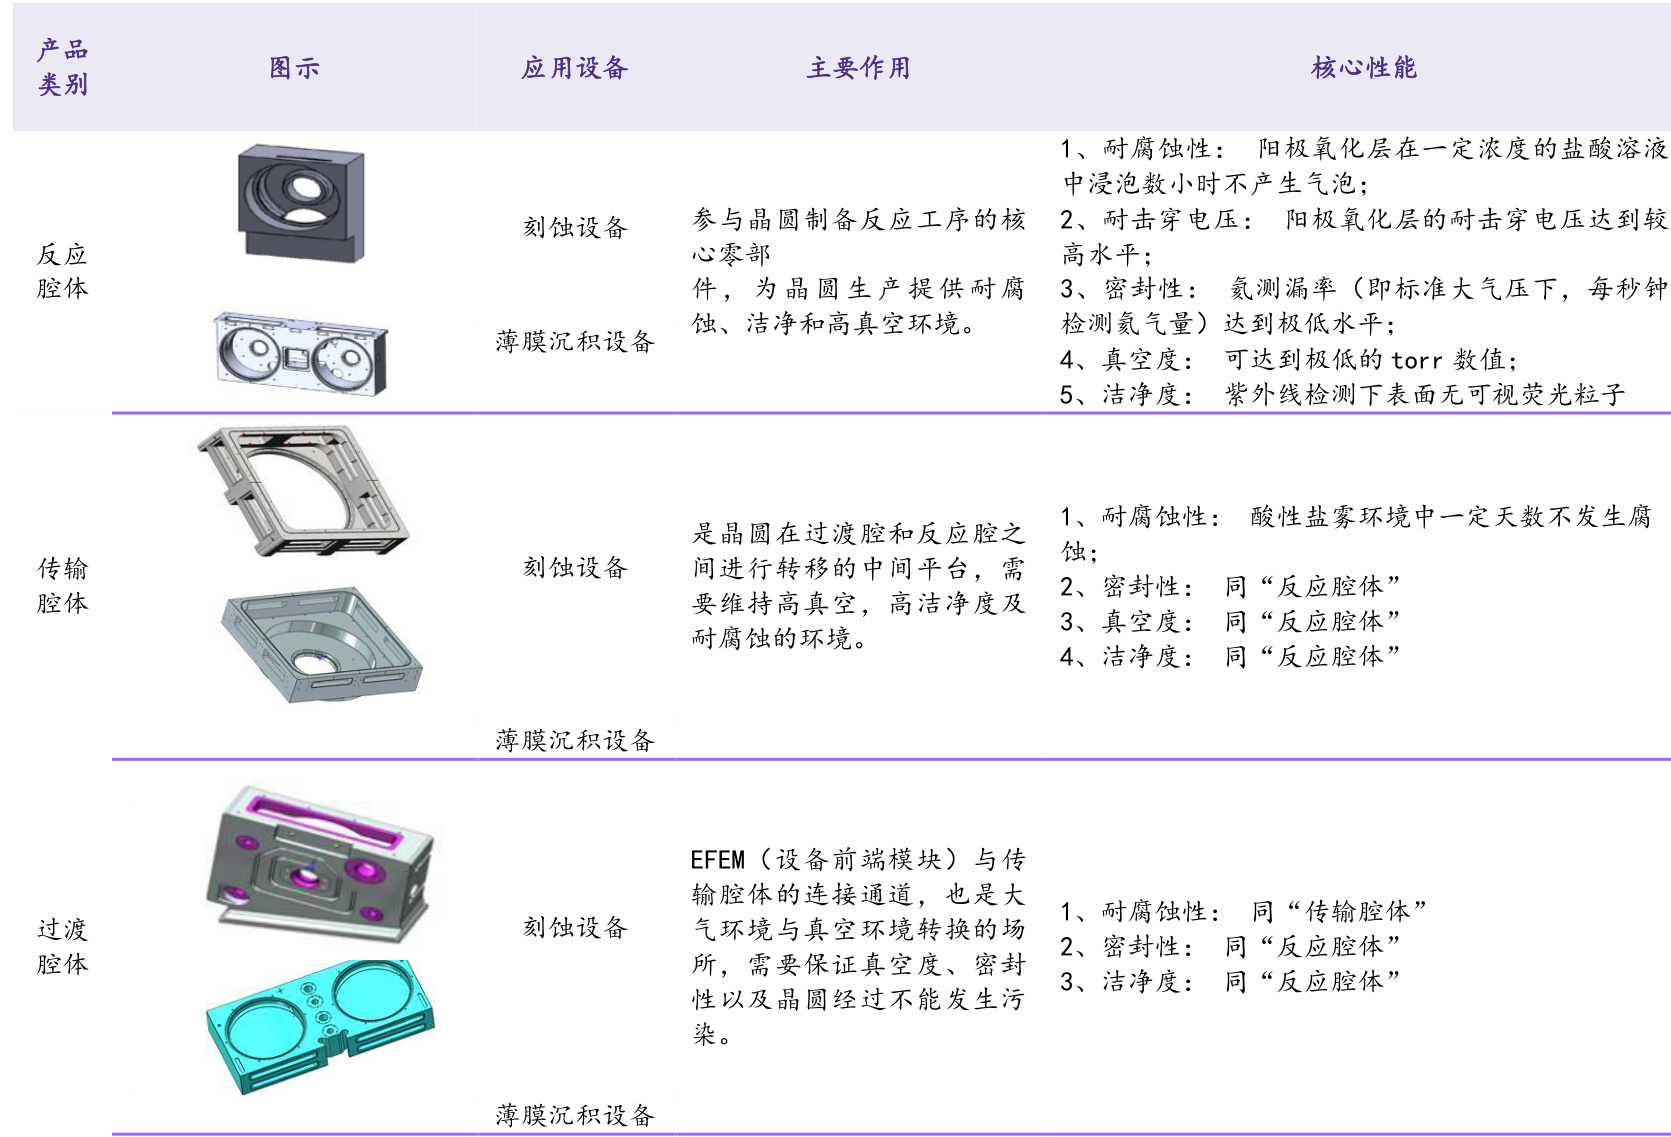 产品
类别
图示
应用设备
主要作用
核心性能
反应
腔体
刻蚀设备
薄膜沉积设备
参与晶圆制备反应工序的核
心零部
件，为晶圆生产提供耐腐
蚀、洁净和高真空环境。
1、耐腐蚀性： 阳极氧化层在一定浓度的盐酸溶液
中浸泡数小时不产生气泡；
2、耐击穿电压： 阳极氧化层的耐击穿电压达到较
高水平；
3、密封性： 氦测漏率（即标准大气压下，每秒钟
检测氦气量）达到极低水平；
4、真空度： 可达到极低的 torr 数值；
5、洁净度： 紫外线检测下表面无可视荧光粒子
传输
腔体
刻蚀设备
薄膜沉积设备
是晶圆在过渡腔和反应腔之
间进行转移的中间平台，需
要维持高真空，高洁净度及
耐腐蚀的环境。
1、耐腐蚀性： 酸性盐雾环境中一定天数不发生腐
蚀；
2、密封性： 同“反应腔体”
3、真空度： 同“反应腔体”
4、洁净度： 同“反应腔体”
过渡
腔体
刻蚀设备
薄膜沉积设备
EFEM（设备前端模块）与传
输腔体的连接通道，也是大
气环境与真空环境转换的场
所，需要保证真空度、密封
性以及晶圆经过不能发生污
染。
1、耐腐蚀性： 同“传输腔体”
2、密封性： 同“反应腔体”
3、洁净度： 同“反应腔体”